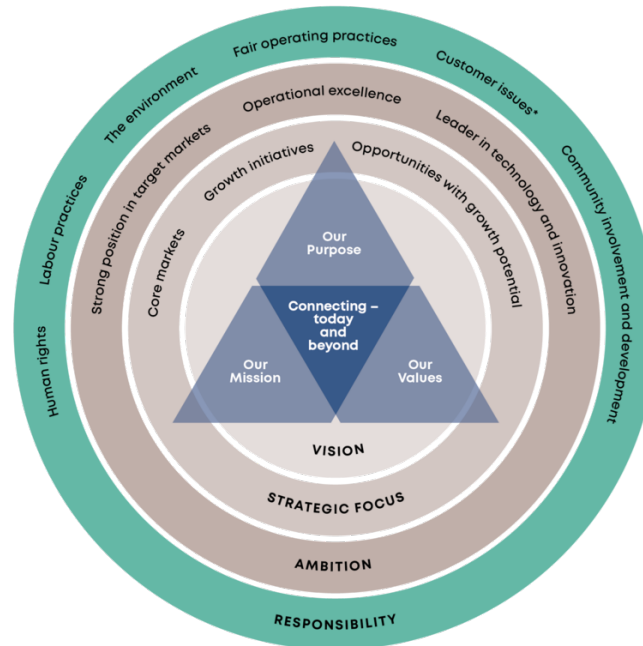 Human rights
Labour practices
The environment
Fair operating practices
Customer issues*
Community involvement and development
Strong position in target markets
Operational excellence
Leader in technology and innovation
Core markets
Growth initiatives
Opportunities with growth potential
Our
Purpose
Connecting –
today
and
beyond
Our
Mission
Our
Values
VISION
STRATEGIC FOCUS
AMBITION
RESPONSIBILITY